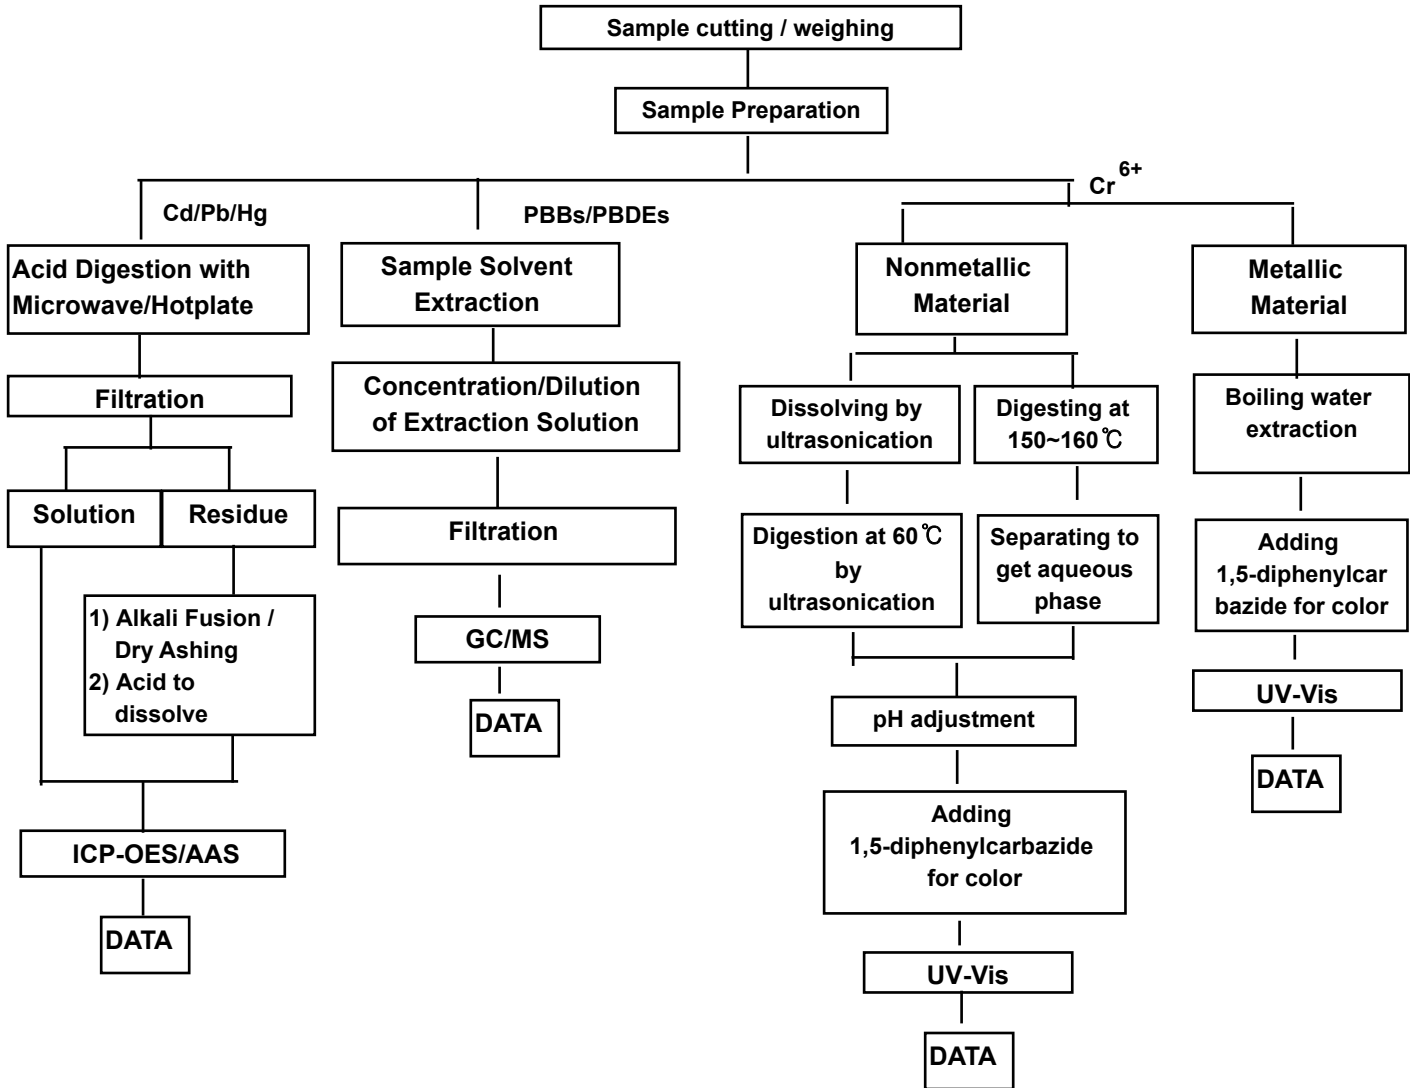 Sample cutting / weighing
Sample Preparation
Cr 6+
Cd/Pb/Hg
PBBs/PBDEs
Acid Digestion with
Microwave/Hotplate
Sample Solvent
Extraction
Nonmetallic
Material
Metallic
Material
Filtration
Concentration/Dilution
of Extraction Solution
Dissolving by
ultrasonication
Digesting at
150~160℃
Boiling water
extraction
Solution
Residue
Filtration
Digestion at 60℃
by
ultrasonication
Separating to
get aqueous
phase
Adding
1,5-diphenylcar
bazide for color
1) Alkali Fusion /
Dry Ashing
2) Acid to
dissolve
GC/MS
DATA
pH adjustment
UV-Vis
DATA
Adding
1,5-diphenylcarbazide
for color
ICP-OES/AAS
DATA
UV-Vis
DATA